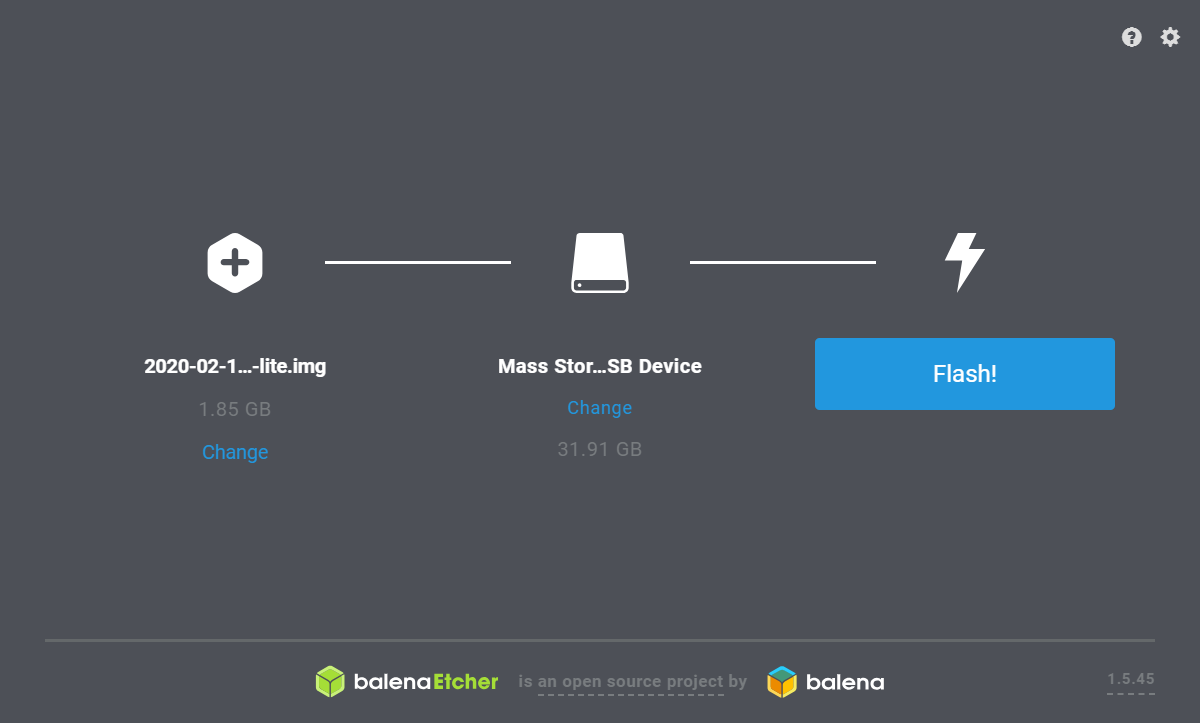 2020-02-1...-lite.img
1.85 GB
Change
Mass Stor...SB Device
Change
31.91 GB
Flash!
balenaEtcher is an open source project by balena
1.5.45